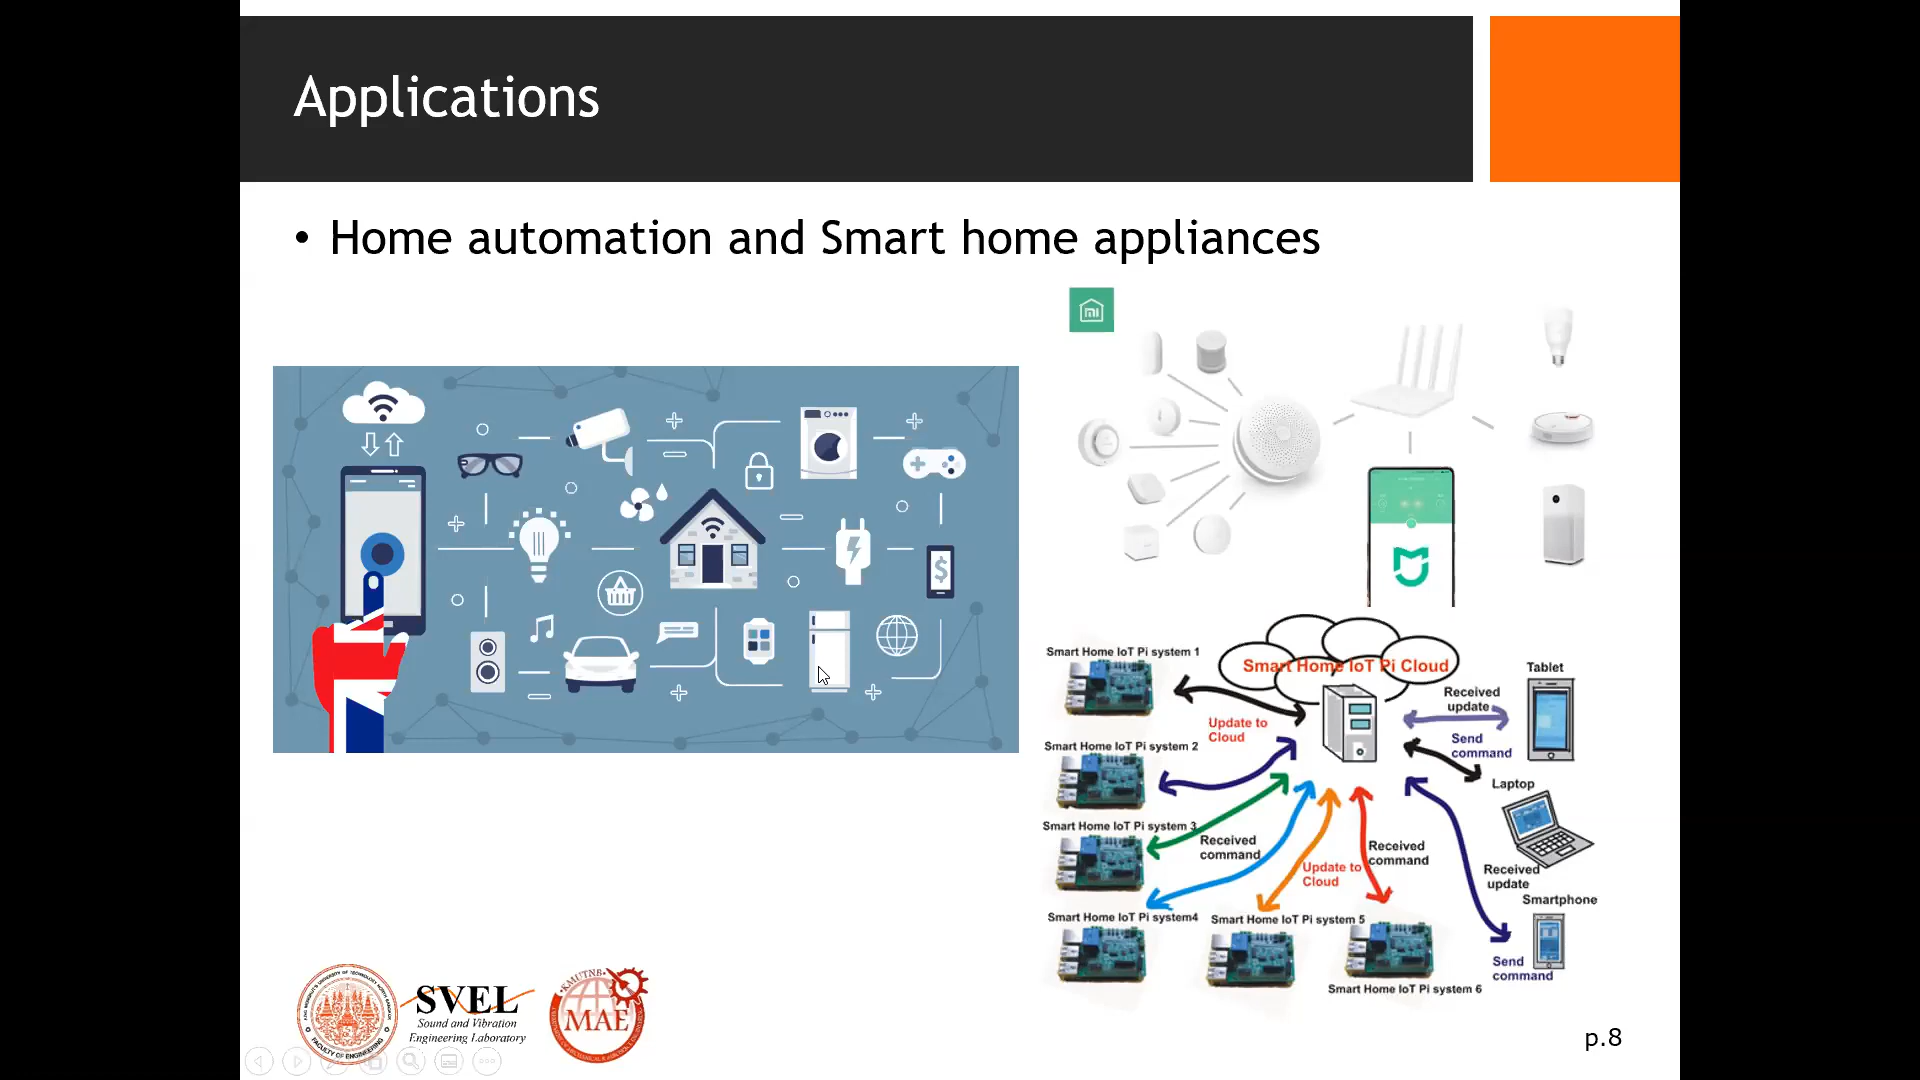 Applications
• Home automation and Smart home appliances
$
Smart Home IoT Pi Cloud
Smart Home IoT Pi system 1
Tablet
Received
update
Update to
Cloud
Send
command
Smart Home IoT Pi system 2
Laptop
Smart Home IoT Pi system 3
Received
command
Received
command
Update to
Cloud
Received
update
Smartphone
Smart Home IoT Pi system4
Smart Home IoT Pi system 5
Send
command
Smart Home IoT Pi system 6
FACULTY OF ENGINEERING
SVEL
Sound and Vibration
Engineering Laboratory
KMUTNB
MAE
p.8